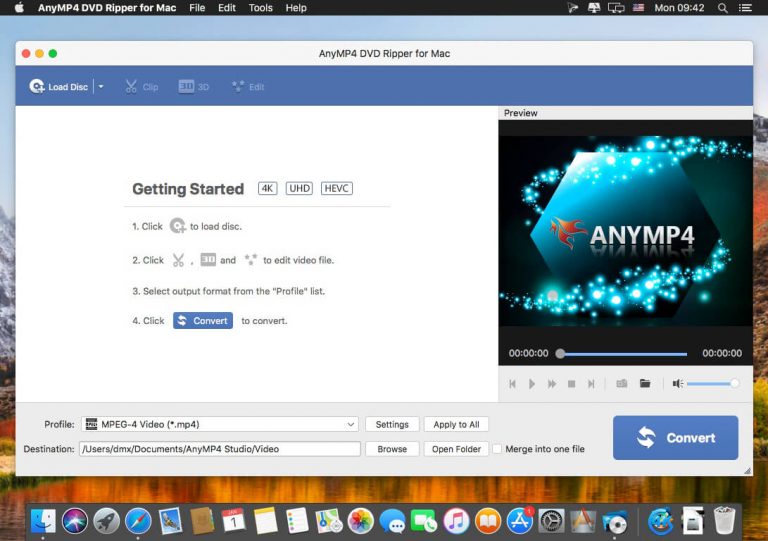 AnyMP4 DVD Ripper for Mac File Edit Tools Help Mon 09:42
AnyMP4 DVD Ripper for Mac
Load Disc Clip 3D 3D Edit
Preview
Getting Started 4K UHD HEVC
1. Click to load disc.
2. Click , 3D and to edit video file.
3. Select output format from the "Profile" list.
4. Click Convert to convert.
ANYMP4
00:00:00 00:00:00
Profile: MPEG-4 Video (*.mp4) Settings Apply to All
Destination: /Users/dmx/Documents/AnyMP4 Studio/Video Browse Open Folder Merge into one file
Convert
JAN
1
1